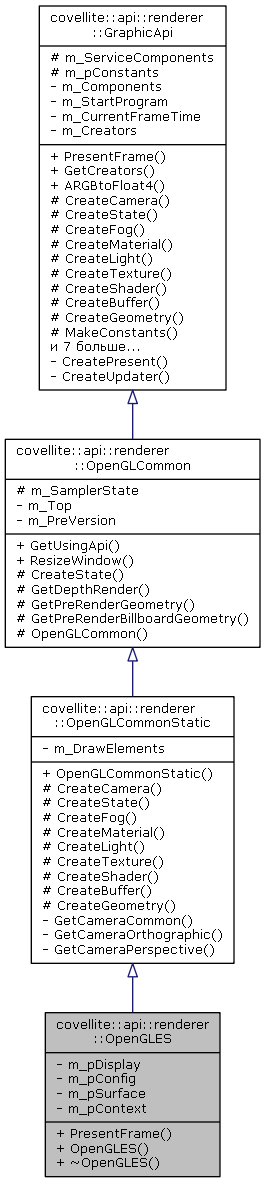 covellite::api::renderer
::GraphicApi
# m_ServiceComponents
# m_pConstants
- m_Components
- m_StartProgram
- m_CurrentFrameTime
- m_Creators
+ PresentFrame()
+ GetCreators()
+ ARGBtoFloat4()
# CreateCamera()
# CreateState()
# CreateFog()
# CreateMaterial()
# CreateLight()
# CreateTexture()
# CreateShader()
# CreateBuffer()
# CreateGeometry()
# MakeConstants()
и 7 больше...
- CreatePresent()
- CreateUpdater()
covellite::api::renderer
::OpenGLCommon
# m_SamplerState
- m_Top
- m_PreVersion
+ GetUsingApi()
+ ResizeWindow()
# CreateState()
# GetDepthRender()
# GetPreRenderGeometry()
# GetPreRenderBillboardGeometry()
# OpenGLCommon()
covellite::api::renderer
::OpenGLCommonStatic
- m_DrawElements
+ OpenGLCommonStatic()
# CreateCamera()
# CreateState()
# CreateFog()
# CreateMaterial()
# CreateLight()
# CreateTexture()
# CreateShader()
# CreateBuffer()
# CreateGeometry()
- GetCameraCommon()
- GetCameraOrthographic()
- GetCameraPerspective()
covellite::api::renderer
::OpenGLES
- m_pDisplay
- m_pConfig
- m_pSurface
- m_pContext
+ PresentFrame()
+ OpenGLES()
+ ~OpenGLES()